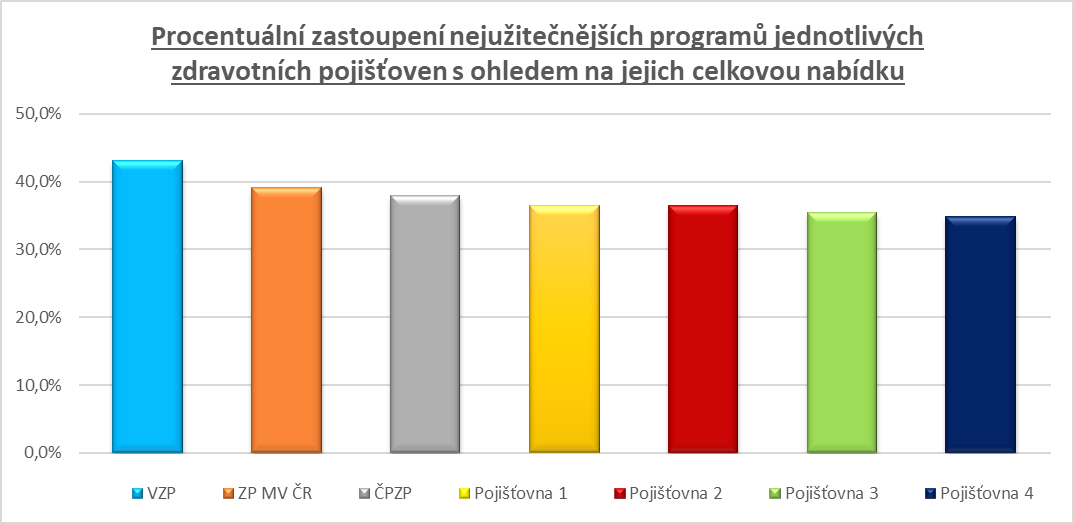 Procentuální zastoupení nejužitečnějších programů jednotlivých
zdravotních pojišťoven s ohledem na jejich celkovou nabídku
50,0%
40,0%
30,0%
20,0%
10,0%
0,0%
VZP ZP MV ČR ČPZP Pojišťovna 1 Pojišťovna 2 Pojišťovna 3 Pojišťovna 4